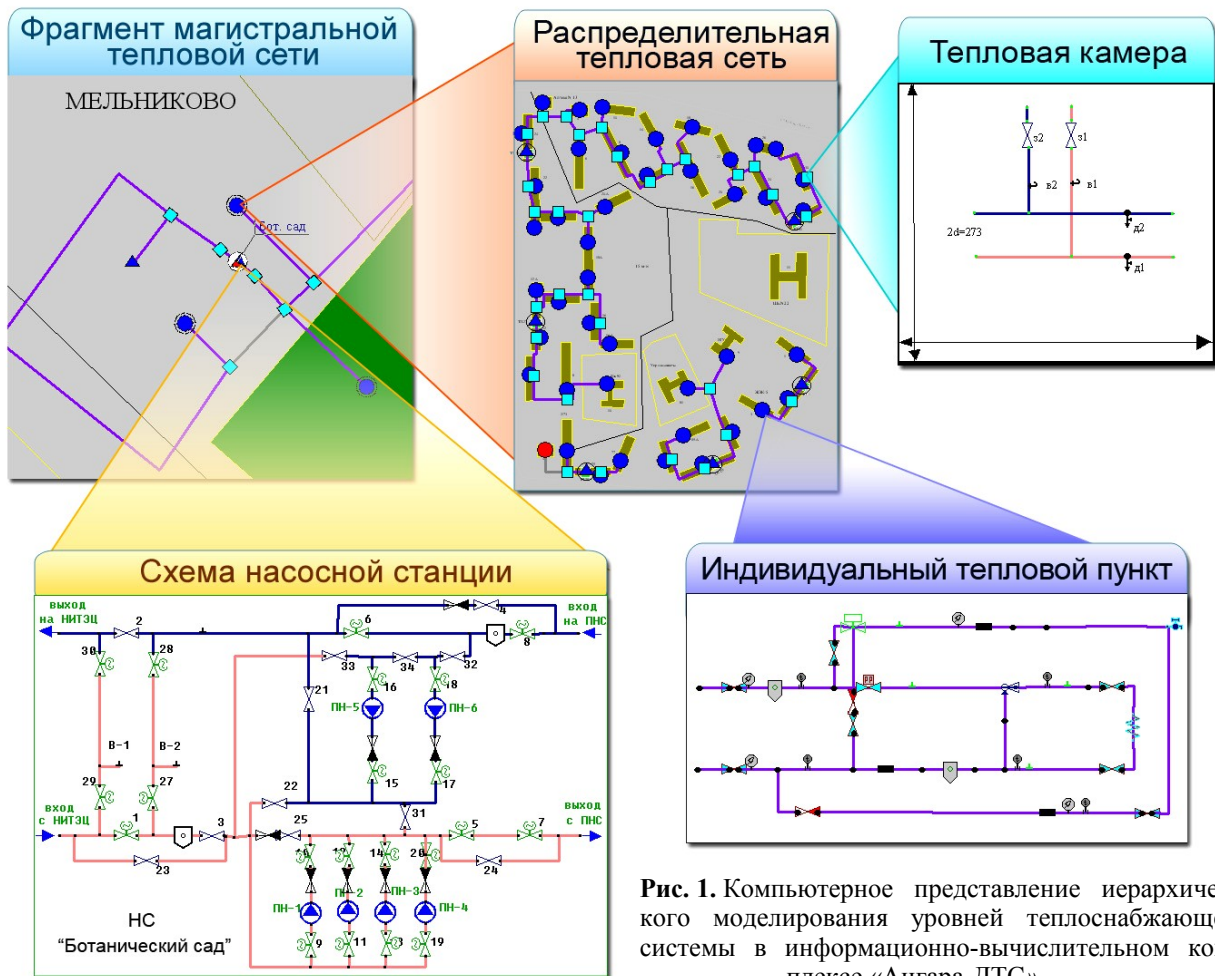 Фрагмент магистральной
тепловой сети
МЕЛЬНИКОВО
Бот. сад
Распределительная
тепловая сеть
Тепловая камера
з2
з1
в2
в1
2d=273
д2
д1
Схема насосной станции
выход
на НИТЭЦ
2
6
4
вход
на ПНС
8
30
28
33
34
32
21
16
18
ПН-5
ПН-6
В-1
В-2
29
27
15
17
22
вход
с НИТЭЦ
1
3
25
31
5
7
выход
с ПНС
23
14
20
24
ПН-1
ПН-2
ПН-3
ПН-4
9
11
19
НС
“Ботанический сад”
Индивидуальный тепловой пункт
Рис. 1. Компьютерное представление иерархичес
кого моделирования уровней теплоснабжающе
системы в информационно-вычислительном ко
плексе «Ангара-ДТС»